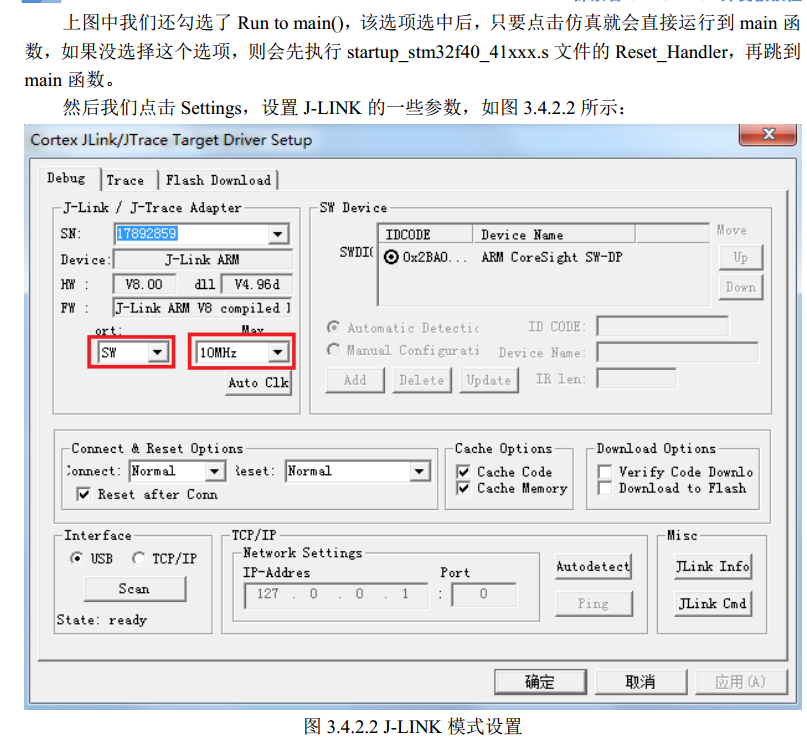 上图中我们还勾选了 Run to main()，该选项选中后，只要点击仿真就会直接运行到 main 函
数，如果没选择这个选项，则会先执行 startup_stm32f40_41xxx.s 文件的 Reset_Handler，再跳到
main 函数。
然后我们点击 Settings，设置 J-LINK 的一些参数，如图 3.4.2.2 所示：
Cortex JLink/JTrace Target Driver Setup
Debug Trace Flash Download
J-Link / J-Trace Adapter
SN: 17892859
Device: J-Link ARM
HW : V8.00 dll V4.96d
FW : J-Link ARM V8 compiled
ort: Max
SW 10MHz
Auto Clk
SW Device
IDCODE Device Name Move
SWDI 0x2BA0... ARM CoreSight SW-DP Up
Down
Automatic Detectic ID CODE:
Manual Configurati Device Name:
Add Delete Update IR len:
Connect & Reset Options
onnect: Normal Reset: Normal
Reset after Conn
Cache Options
Cache Code
Cache Memory
Download Options
Verify Code Downlo
Download to Flash
Interface
USB TCP/IP
Scan
State: ready
TCP/IP
Network Settings
IP-Addres Port
127 . 0 . 0 . 1 : 0
Autodetect
Ping
Misc
JLink Info
JLink Cmd
确定 取消 应用(A)
图 3.4.2.2 J-LINK 模式设置